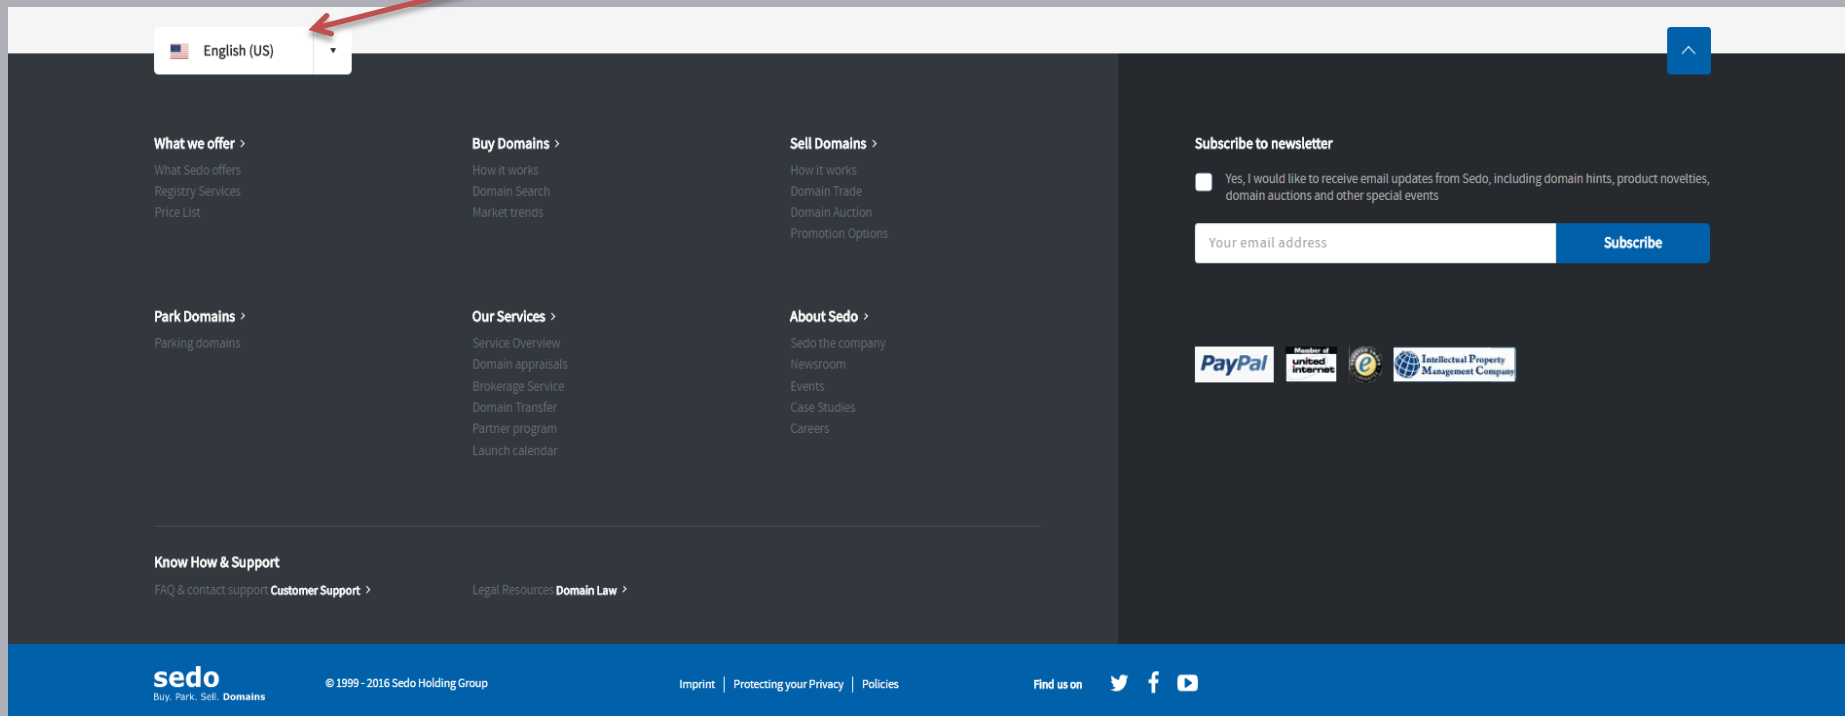 English (US)
What we offer >
What Sedo offers
Registry Services
Price List
Buy Domains >
How it works
Domain Search
Market trends
Sell Domains >
How it works
Domain Trade
Domain Auction
Promotion Options
Park Domains >
Parking domains
Our Services >
Service Overview
Domain appraisals
Brokerage Service
Domain Transfer
Partner program
Launch calendar
About Sedo >
Sedo the company
Newsroom
Events
Case Studies
Careers
Know How & Support
FAQ & contact support Customer Support >
Legal Resources Domain Law >
Subscribe to newsletter
Yes, I would like to receive email updates from Sedo, including domain hints, product novelties,
domain auctions and other special events
Your email address
Subscribe
PayPal
Member of
united
internet
e
Intellectual Property
Management Company
sedo
Buy. Park. Sell. Domains
© 1999 - 2016 Sedo Holding Group
Imprint | Protecting your Privacy | Policies
Find us on